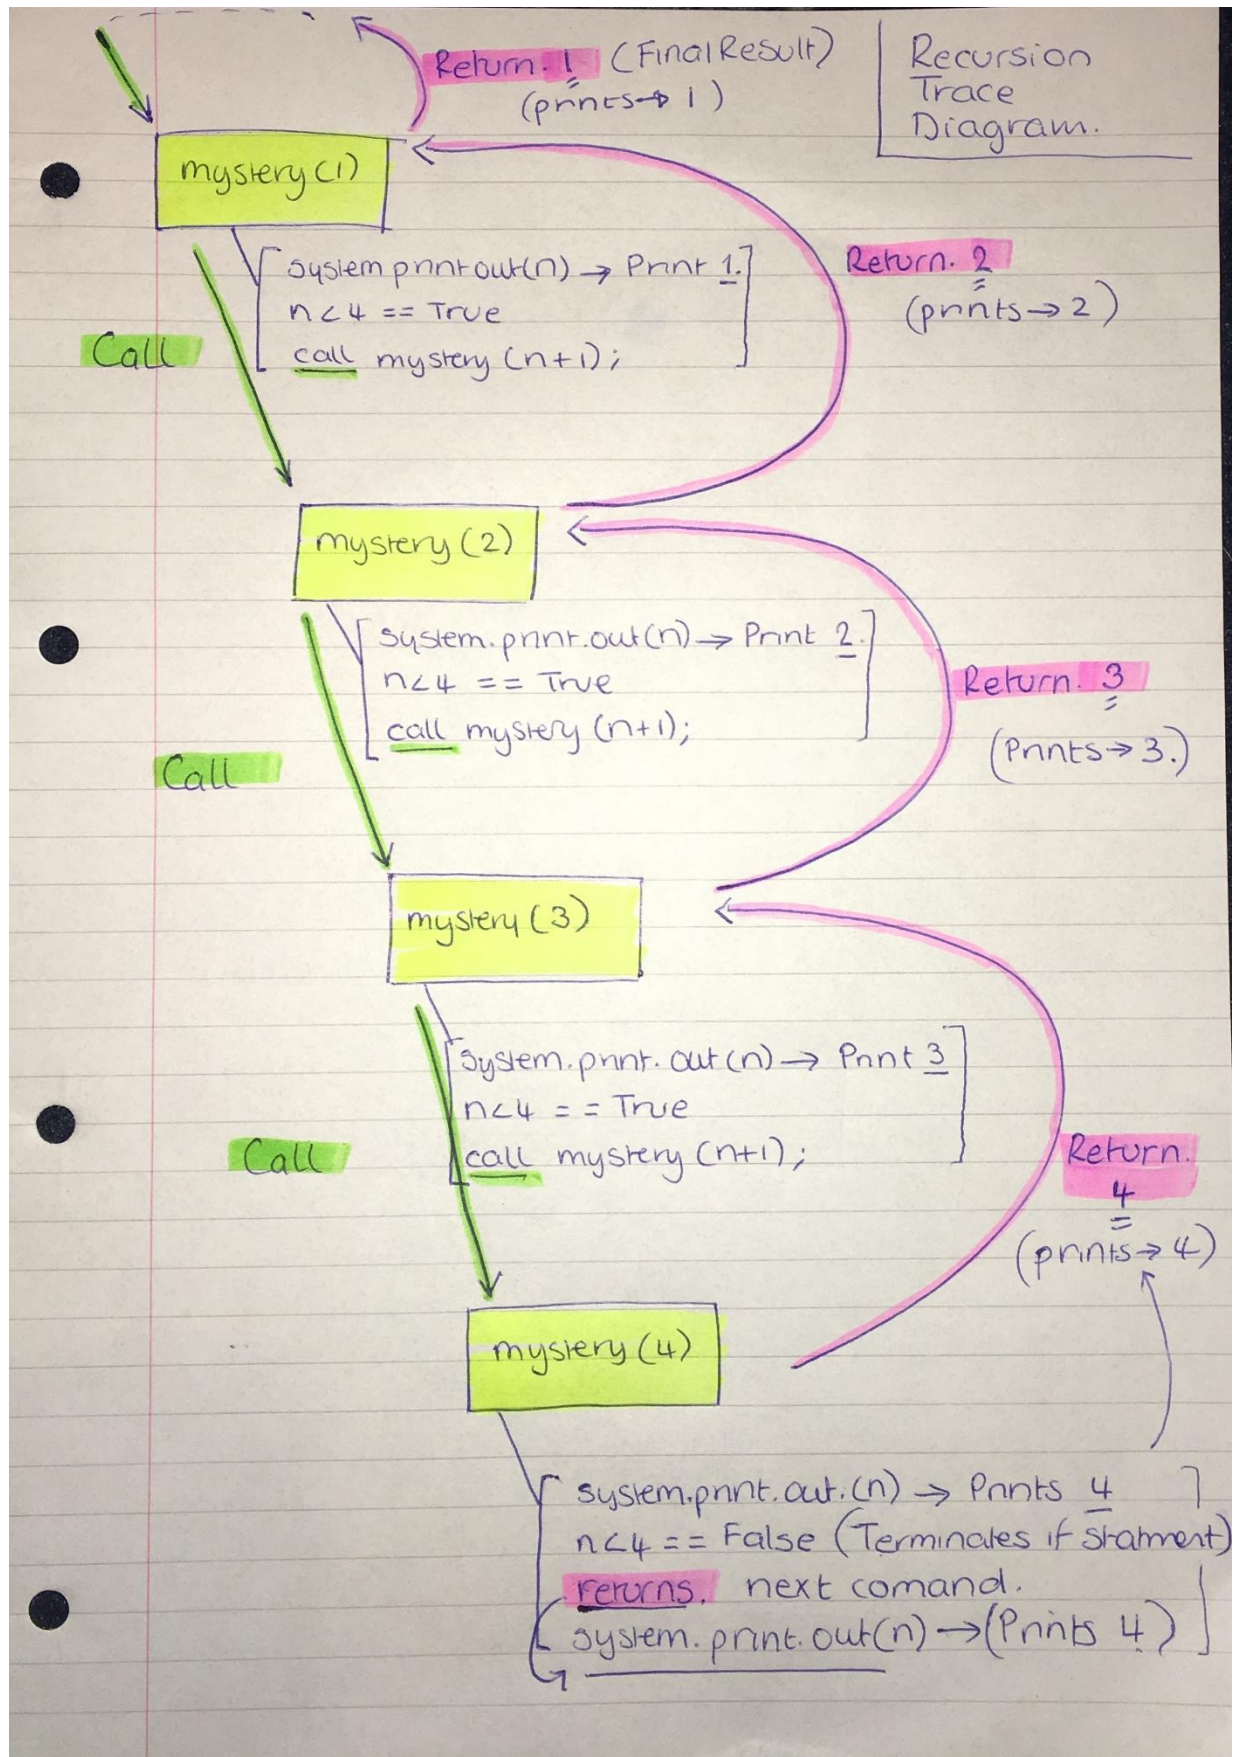 Recursion
Trace
Diagram.
Return. 1 (Final Result)
(prints→ 1)
mystery(1)
system print out(n) → Print 1.
n<4 == True
call mystery (n+1);
Call
Return. 2
(prints→2)
mystery(2)
system.print.out(n) → Print 2.
n<4 == True
call mystery (n+1);
Call
Return. 3
(Prints→3.)
mystery(3)
system.print.out(n) → Print 3
n<4 == True
call mystery (n+1);
Call
Return.
4
(prints→4)
mystery(4)
system.print.out.(n) → Prints 4
n<4 == False (Terminates if statment)
returns. next comand.
system.print.out(n) →(Prints 4)